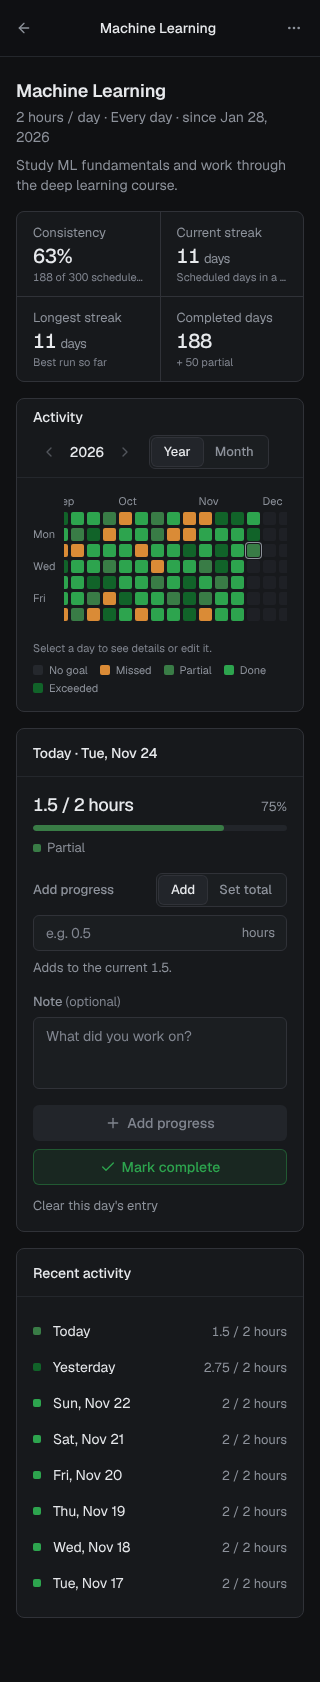 Machine Learning
Machine Learning
2 hours / day · Every day · since Jan 28,
2026
Study ML fundamentals and work through
the deep learning course.
Consistency
63%
188 of 300 schedule…
Current streak
11 days
Scheduled days in a …
Longest streak
11 days
Best run so far
Completed days
188
+ 50 partial
Activity
2026
Year
Month
ep
Oct
Nov
Dec
Mon
Wed
Fri
Select a day to see details or edit it.
No goal
Missed
Partial
Done
Exceeded
Today · Tue, Nov 24
1.5 / 2 hours
75%
Partial
Add progress
Add
Set total
e.g. 0.5
hours
Adds to the current 1.5.
Note (optional)
What did you work on?
Add progress
Mark complete
Clear this day's entry
Recent activity
Today
1.5 / 2 hours
Yesterday
2.75 / 2 hours
Sun, Nov 22
2 / 2 hours
Sat, Nov 21
2 / 2 hours
Fri, Nov 20
2 / 2 hours
Thu, Nov 19
2 / 2 hours
Wed, Nov 18
2 / 2 hours
Tue, Nov 17
2 / 2 hours